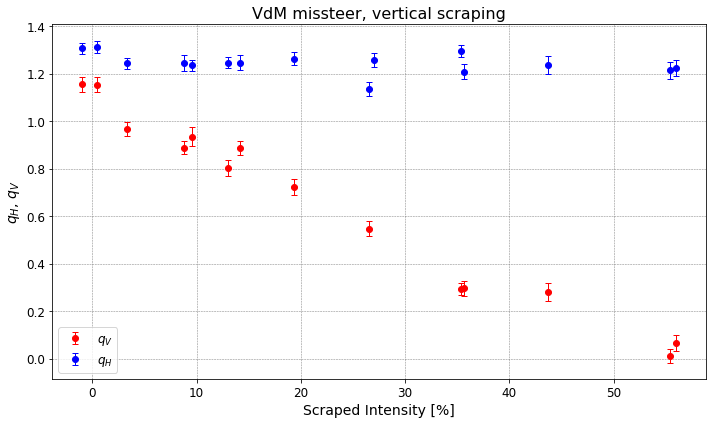 VdM missteer, vertical scraping
1.4
1.2
1.0
0.8
0.6
0.4
0.2
0.0
q_H, q_V
q_V
q_H
0 10 20 30 40 50
Scraped Intensity [%]